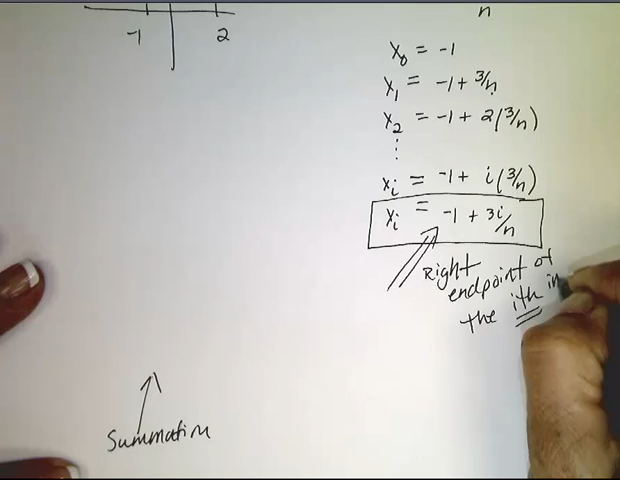 -1 2
n
x₀ = -1
x₁ = -1 + 3/n
x₂ = -1 + 2(3/n)
⋮
xᵢ = -1 + i(3/n)
xᵢ = -1 + 3i/n
Right
endpoint of
the ith in
Summation